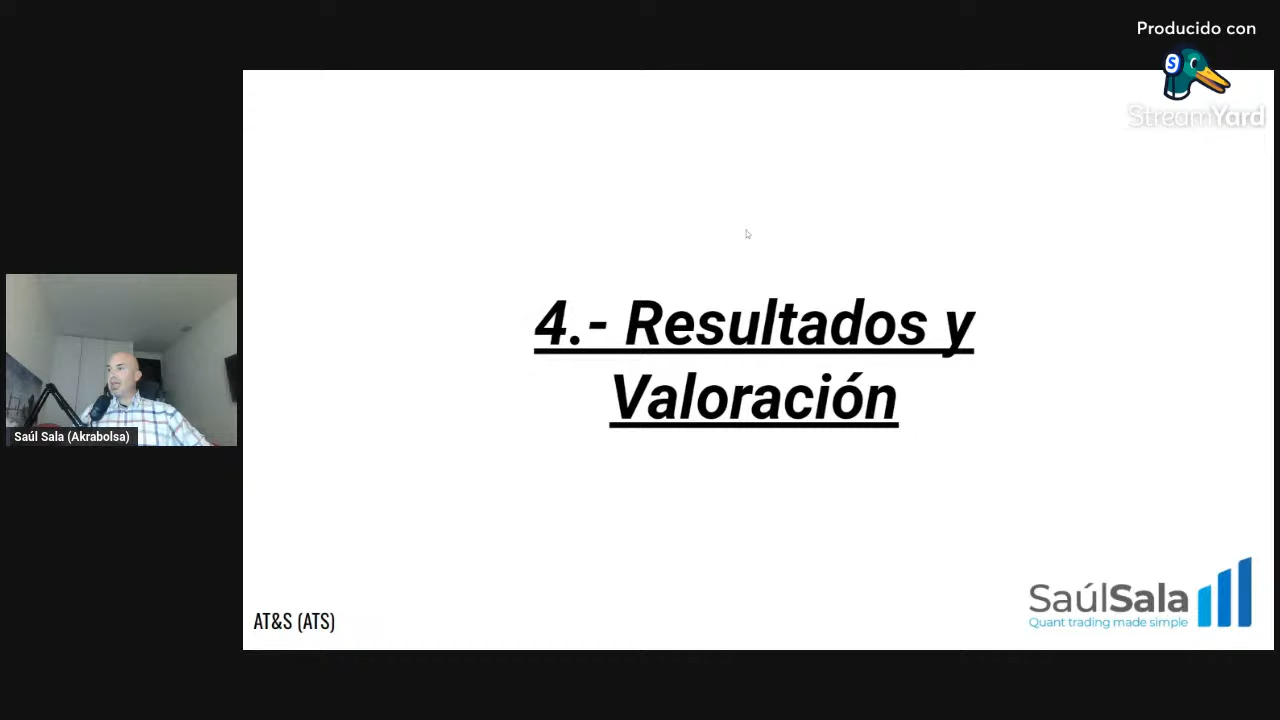 Producido con
StreamYard
4.- Resultados y
Valoración
Saúl Sala (Akrabolsa)
AT&S (ATS)
SaúlSala
Quant trading made simple